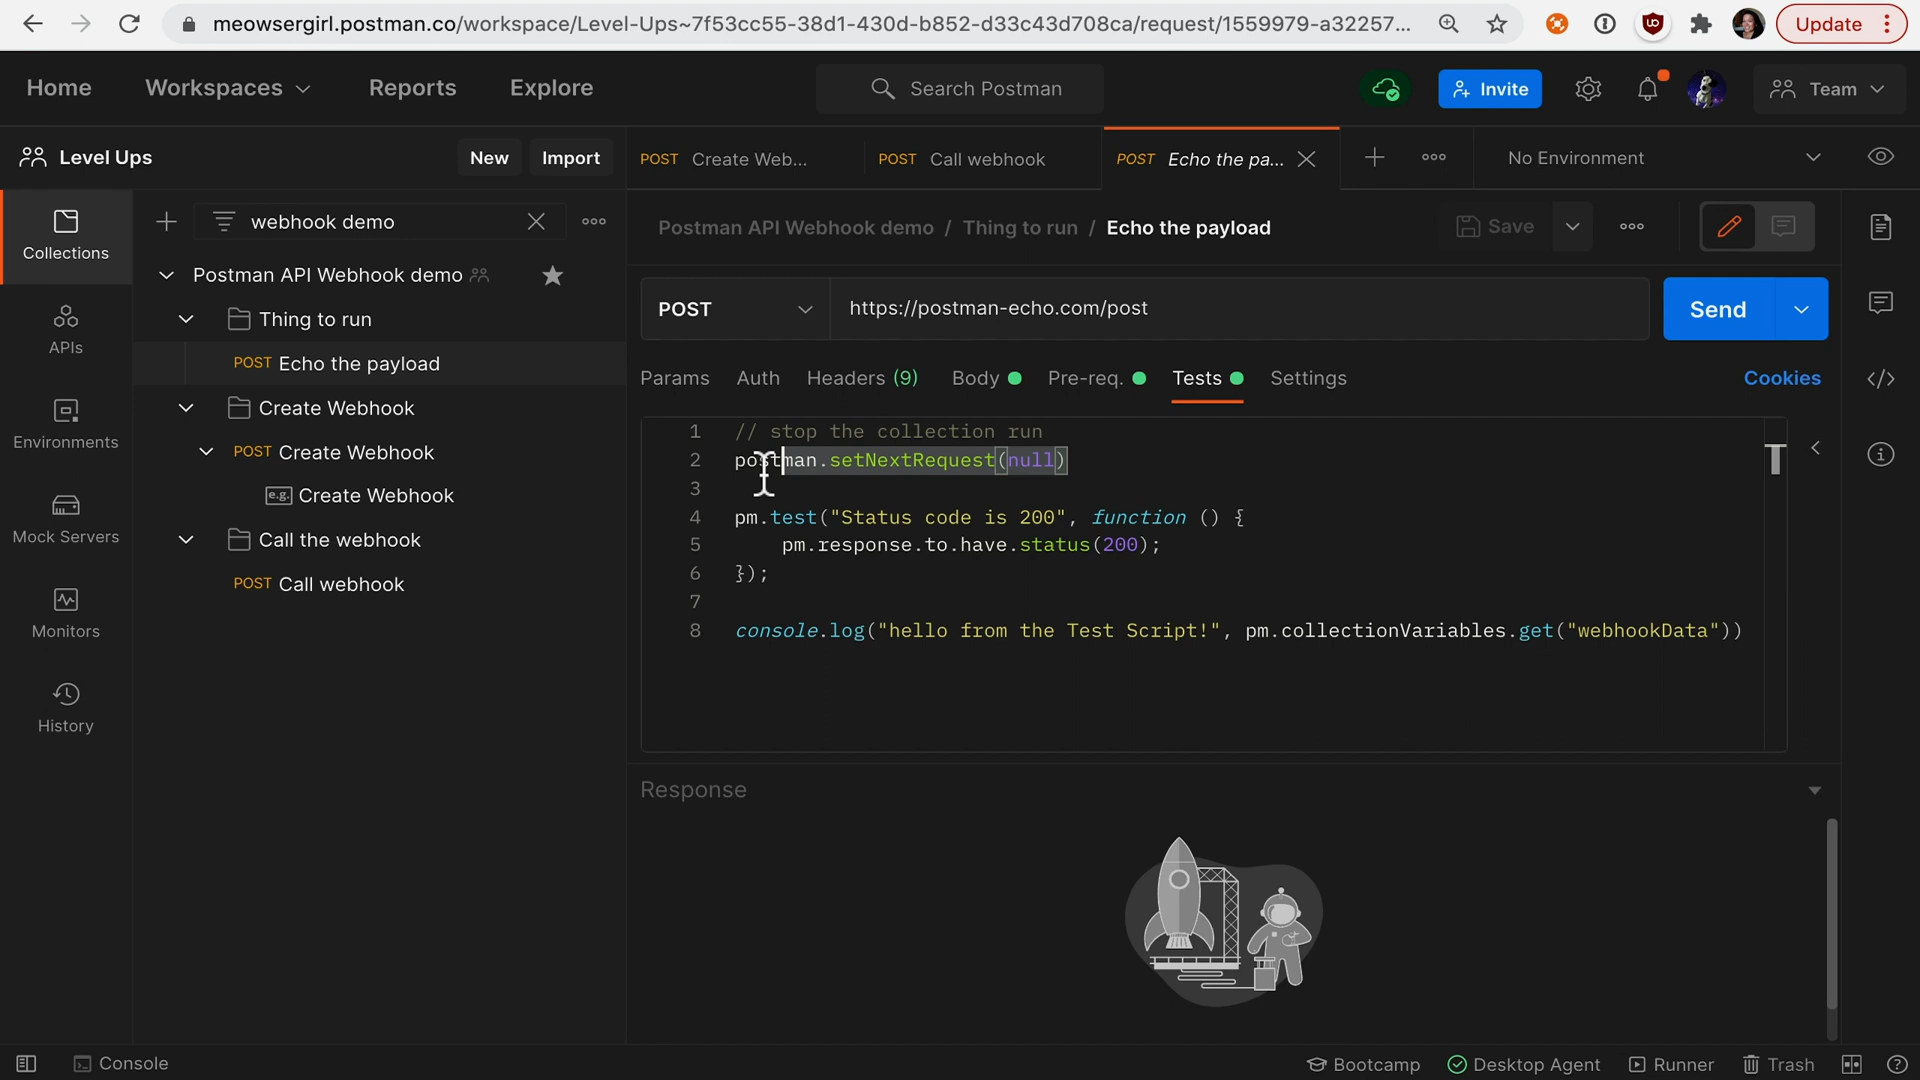 meowsergirl.postman.co/workspace/Level-Ups~7f53cc55-38d1-430d-b852-d33c43d708ca/request/1559979-a32257... Update
Home Workspaces Reports Explore Search Postman Invite Team
Level Ups New Import
POST Create Web... POST Call webhook POST Echo the pa... No Environment
Collections
APIs
Environments
Mock Servers
Monitors
History
webhook demo
Postman API Webhook demo
Thing to run
POST Echo the payload
Create Webhook
POST Create Webhook
e.g. Create Webhook
Call the webhook
POST Call webhook
Postman API Webhook demo / Thing to run / Echo the payload Save
POST https://postman-echo.com/post Send
Params Auth Headers (9) Body Pre-req. Tests Settings Cookies
1 // stop the collection run
2 postman.setNextRequest(null)
3
4 pm.test("Status code is 200", function () {
5 pm.response.to.have.status(200);
6 });
7
8 console.log("hello from the Test Script!", pm.collectionVariables.get("webhookData"))
Response
Console Bootcamp Desktop Agent Runner Trash